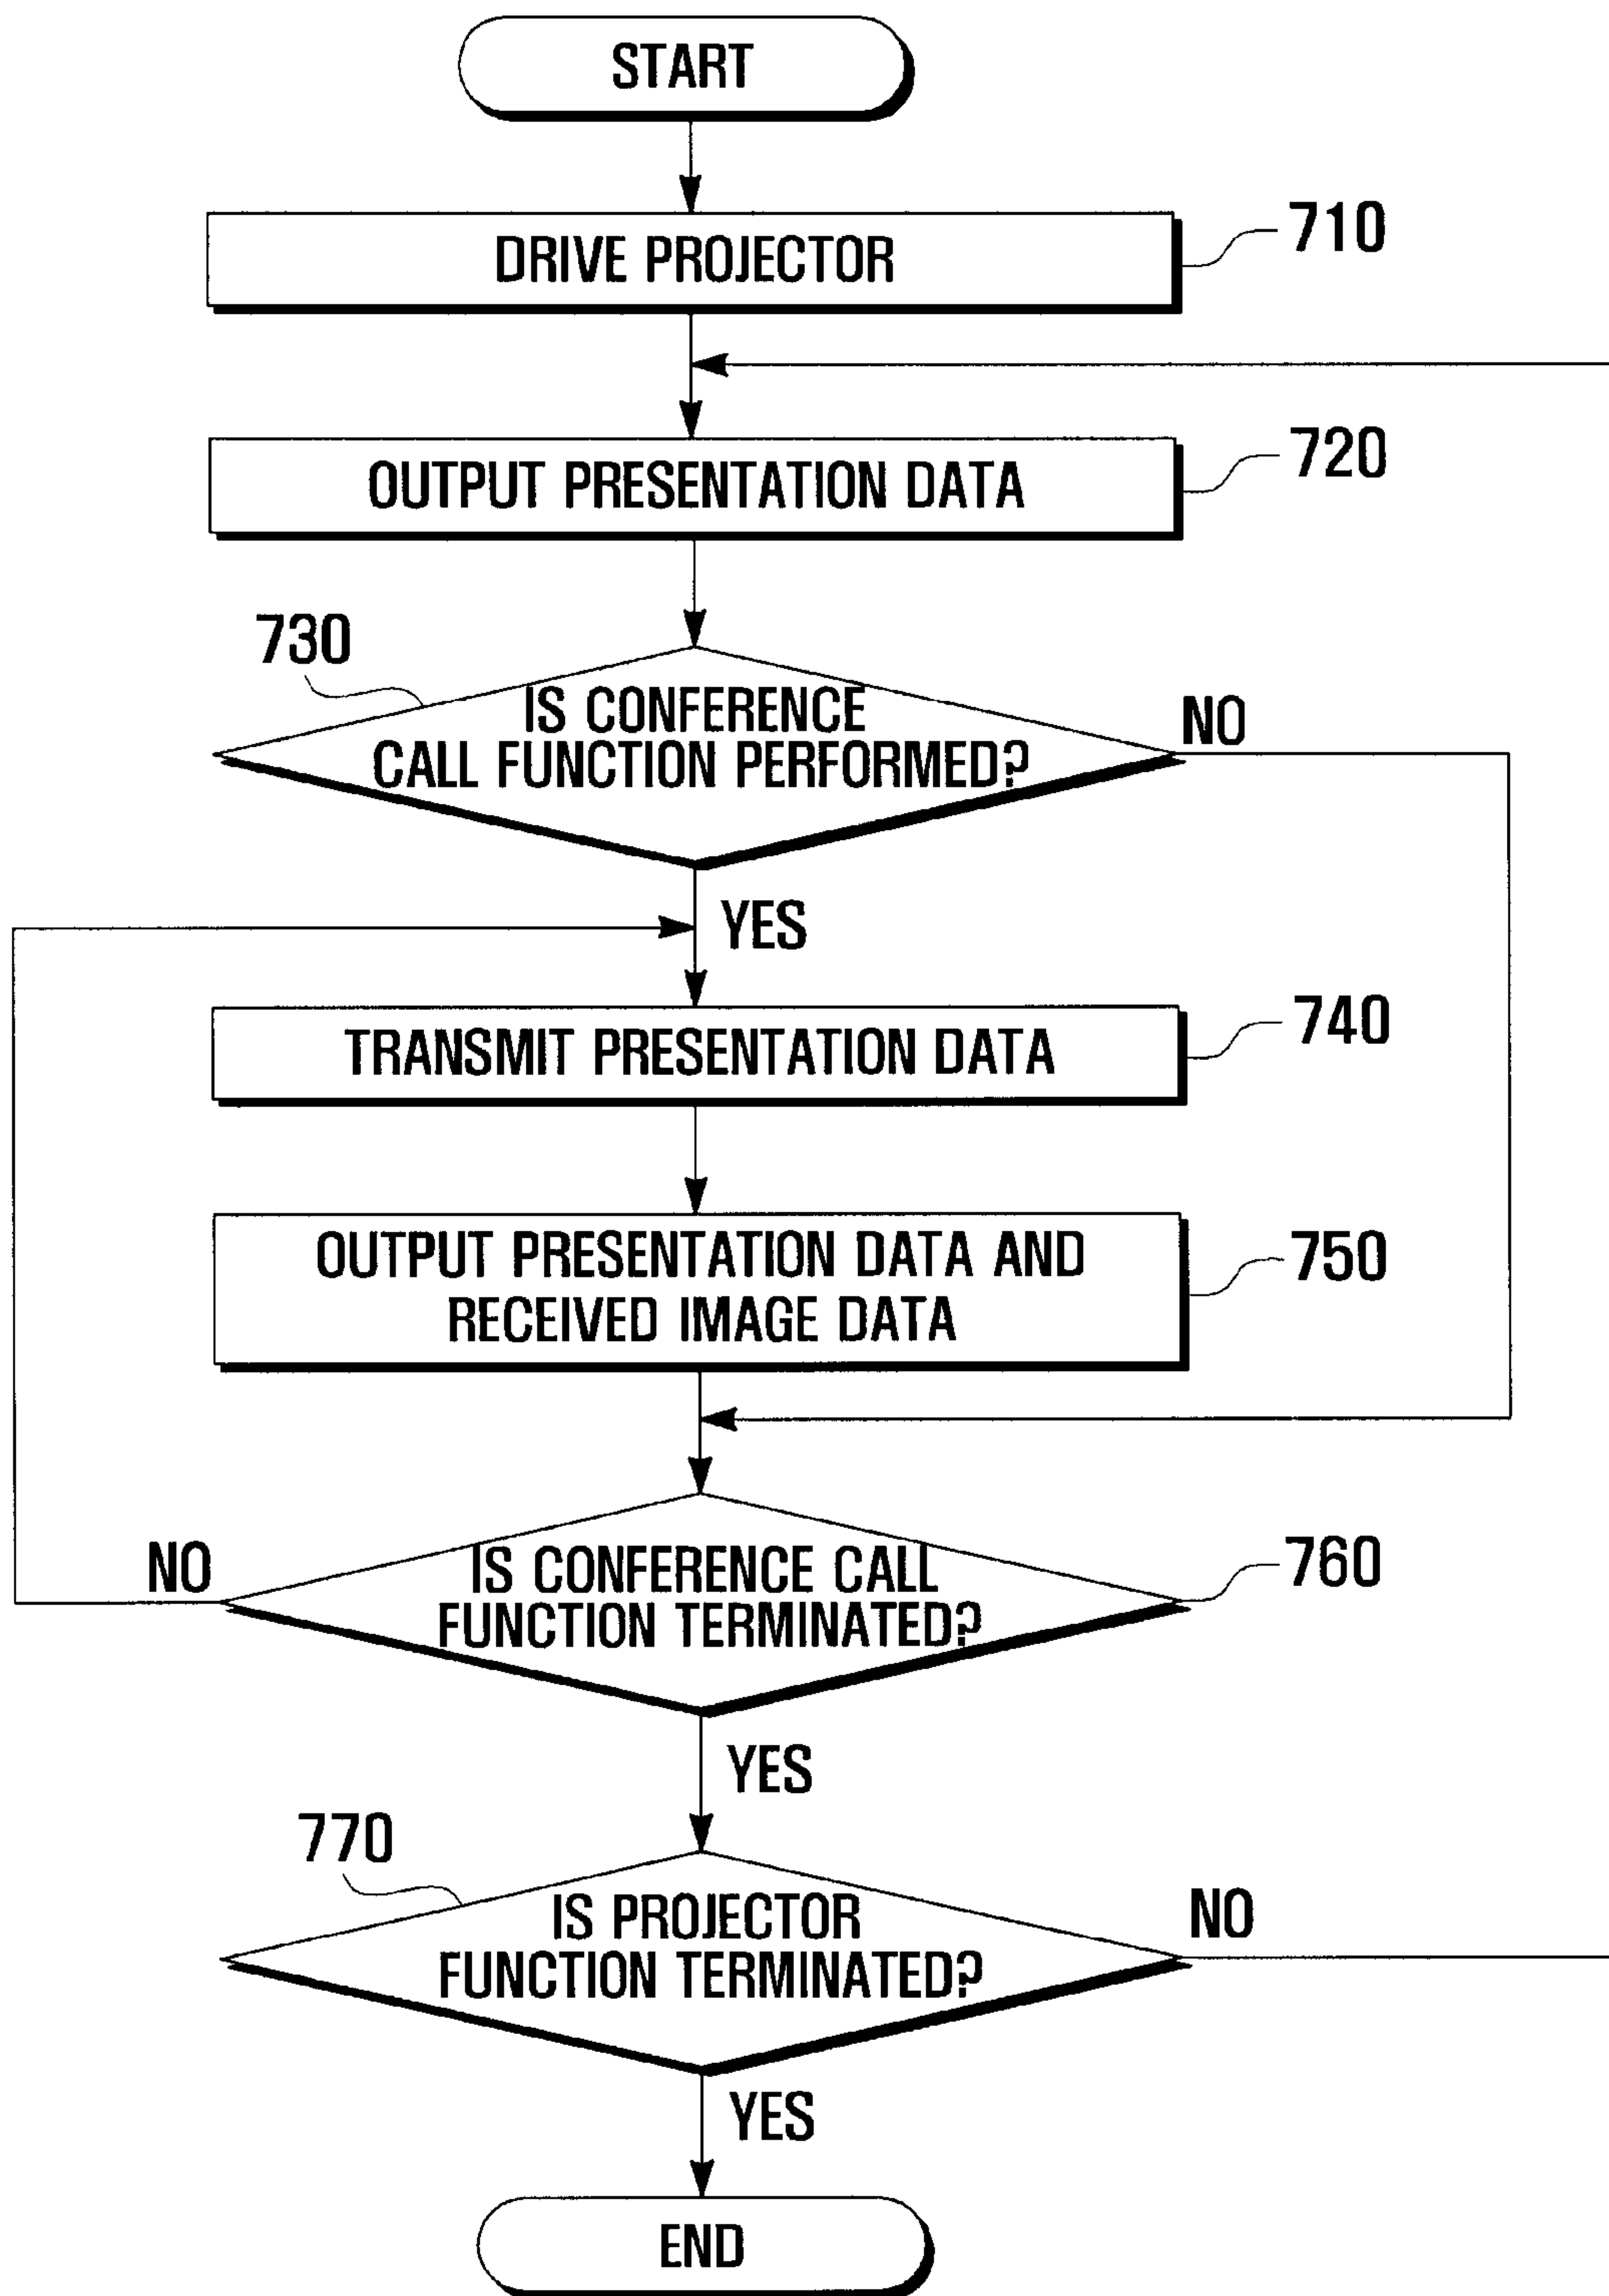 START
DRIVE PROJECTOR
710
OUTPUT PRESENTATION DATA
720
730
IS CONFERENCE
CALL FUNCTION PERFORMED?
NO
YES
TRANSMIT PRESENTATION DATA
740
OUTPUT PRESENTATION DATA AND
RECEIVED IMAGE DATA
750
NO
IS CONFERENCE CALL
FUNCTION TERMINATED?
760
YES
770
IS PROJECTOR
FUNCTION TERMINATED?
NO
YES
END